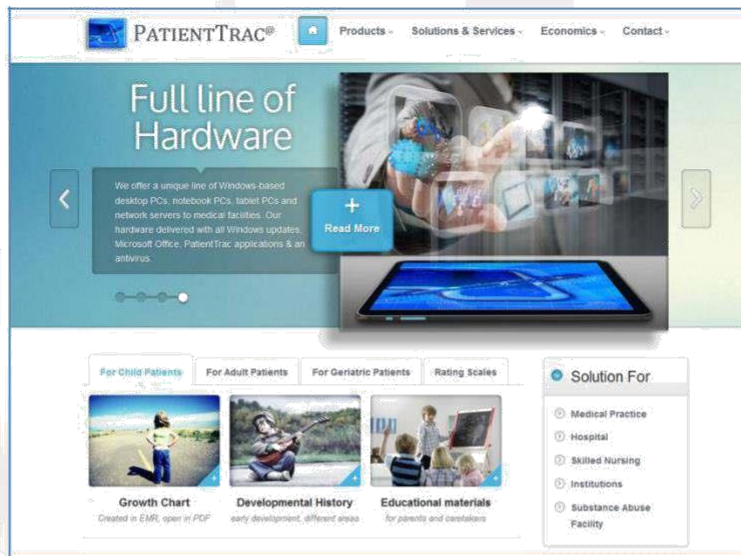 PATIENTTRAC®
Products
Solutions & Services
Economics
Contact
Full line of
Hardware
We offer a unique line of Windows-based
desktop PCs, notebook PCs, tablet PCs and
network servers to medical facilities. Our
hardware delivered with all Windows updates,
Microsoft Office, PatientTrac applications & an
antivirus.
+
Read More
For Child Patients
For Adult Patients
For Geriatric Patients
Rating Scales
Growth Chart
Created in EMR, open in PDF
Developmental History
early development, different areas
Educational materials
for parents and caretakers
Solution For
Medical Practice
Hospital
Skilled Nursing
Institutions
Substance Abuse
Facility